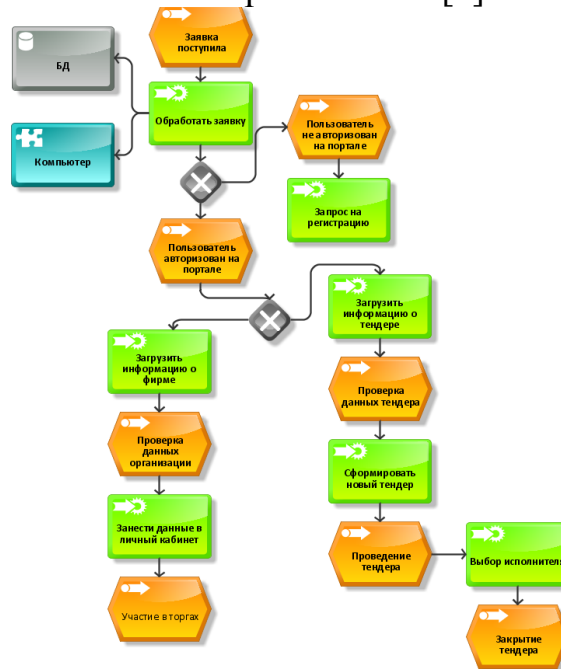 Заявка
поступила
БД
Обработать заявку
Пользователь
не авторизован
на портале
Компьютер
Запрос на
регистрацию
Пользователь
авторизован на
портале
Загрузить
информацию о
тендере
Загрузить
информацию о
фирме
Проверка
данных тендера
Проверка
данных
организации
Сформировать
новый тендер
Занести данные в
личный кабинет
Проведение
тендера
Выбор исполнителя
Участие в торгах
Закрытие
тендера